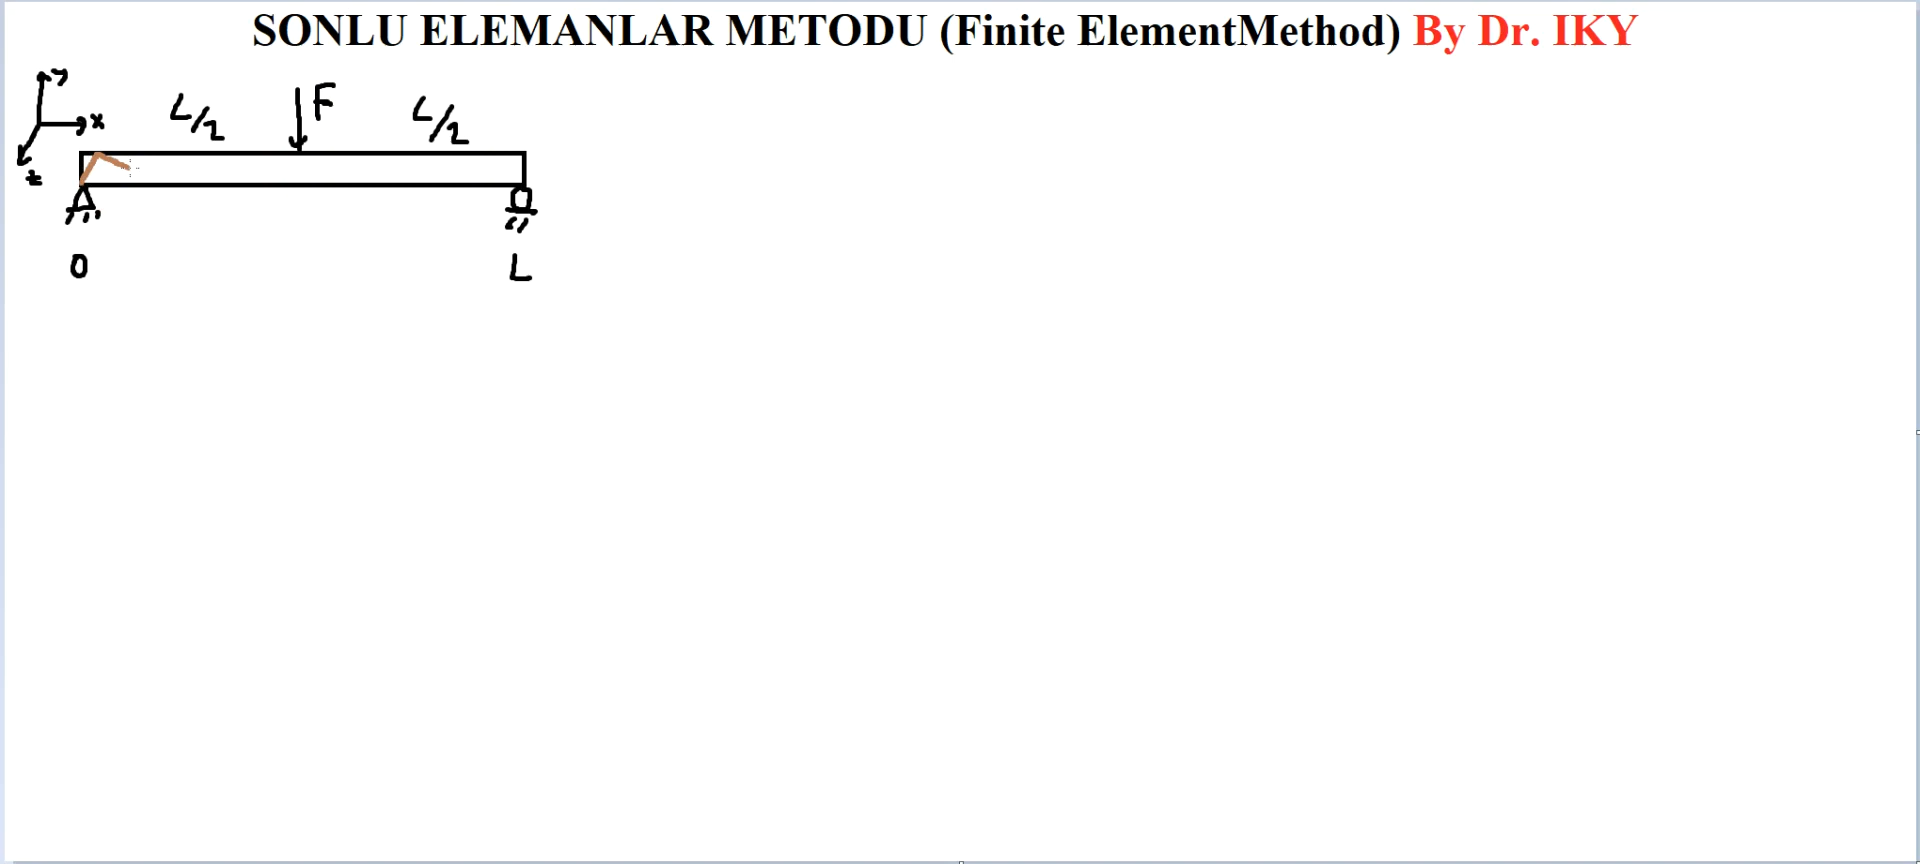 SONLU ELEMANLAR METODU (Finite ElementMethod) By Dr. IKY
y
x
z
L/2
F
L/2
0
L